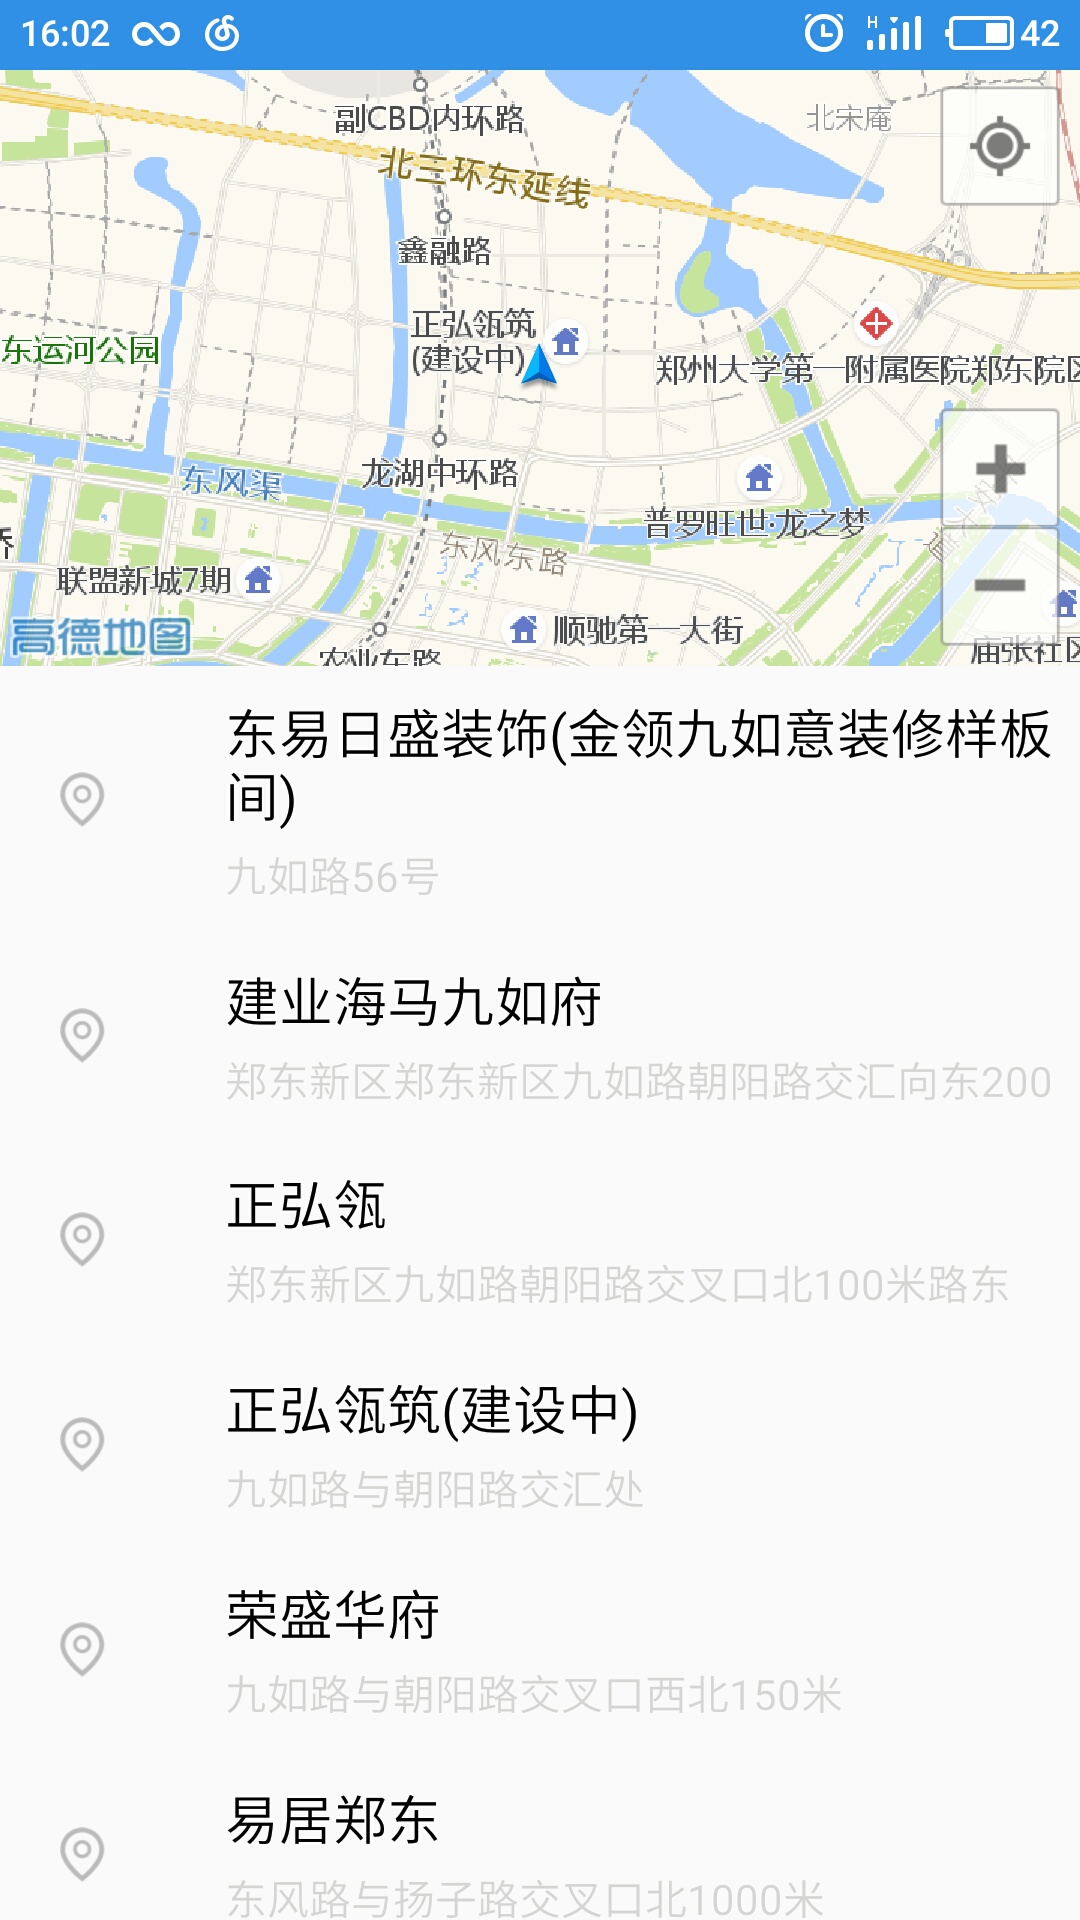 16:02
42
副CBD内环路
北宋庵
北三环东延线
鑫融路
正弘瓴筑
(建设中)
东运河公园
郑州大学第一附属医院郑东院区
龙湖中环路
东风渠
普罗旺世·龙之梦
东风东路
联盟新城7期
高德地图
顺驰第一大街
农业东路
庙张社区
东易日盛装饰(金领九如意装修样板
间)
九如路56号
建业海马九如府
郑东新区郑东新区九如路朝阳路交汇向东200
正弘瓴
郑东新区九如路朝阳路交叉口北100米路东
正弘瓴筑(建设中)
九如路与朝阳路交汇处
荣盛华府
九如路与朝阳路交叉口西北150米
易居郑东
东风路与扬子路交叉口北1000米